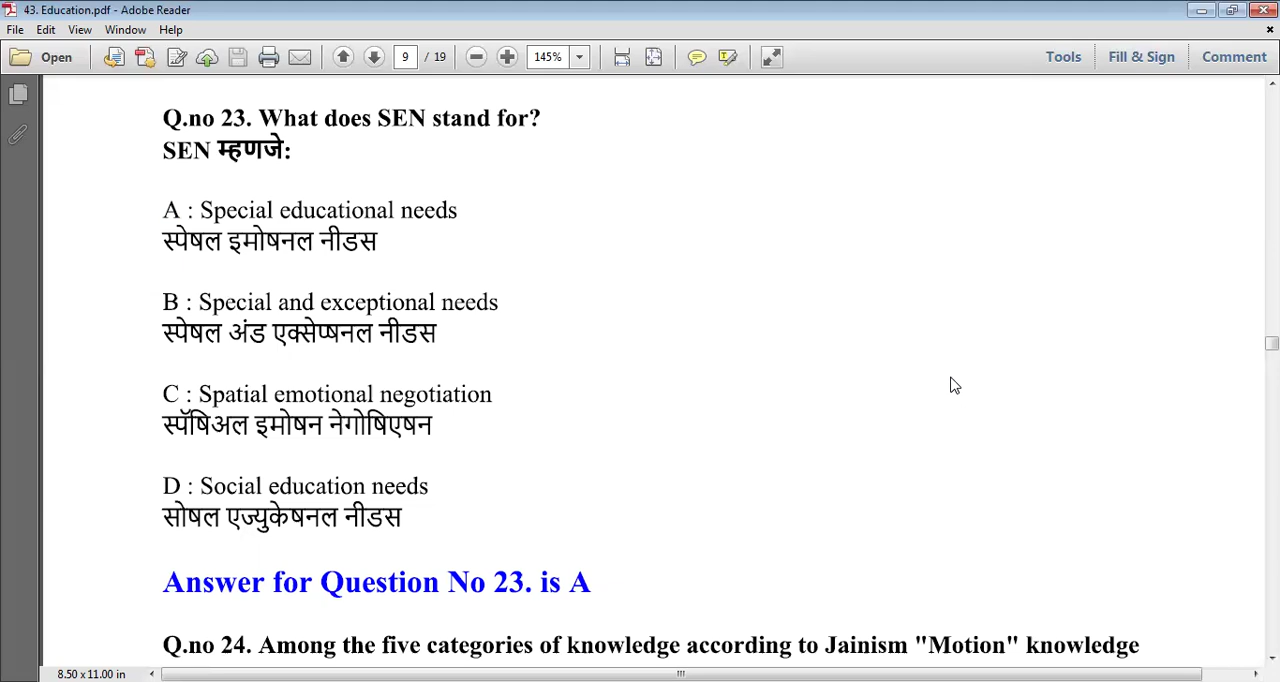 43. Education.pdf - Adobe Reader
File Edit View Window Help
Open 9 / 19 145% Tools Fill & Sign Comment
Q.no 23. What does SEN stand for?
SEN म्हणजे:
A : Special educational needs
स्पेषल इमोषनल नीडस
B : Special and exceptional needs
स्पेषल अंड एक्सेप्षनल नीडस
C : Spatial emotional negotiation
स्पॅषिअल इमोषन नेगोषिएषन
D : Social education needs
सोषल एज्युकेषनल नीडस
Answer for Question No 23. is A
Q.no 24. Among the five categories of knowledge according to Jainism "Motion" knowledge
8.50 x 11.00 in